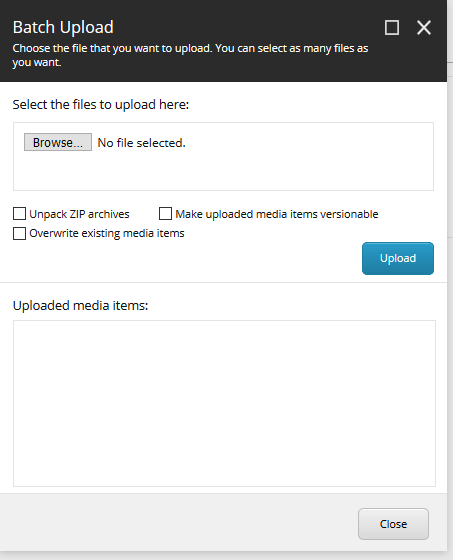 Batch Upload
Choose the file that you want to upload. You can select as many files as
you want.
Select the files to upload here:
Browse... No file selected.
Unpack ZIP archives Make uploaded media items versionable
Overwrite existing media items
Upload
Uploaded media items:
Close